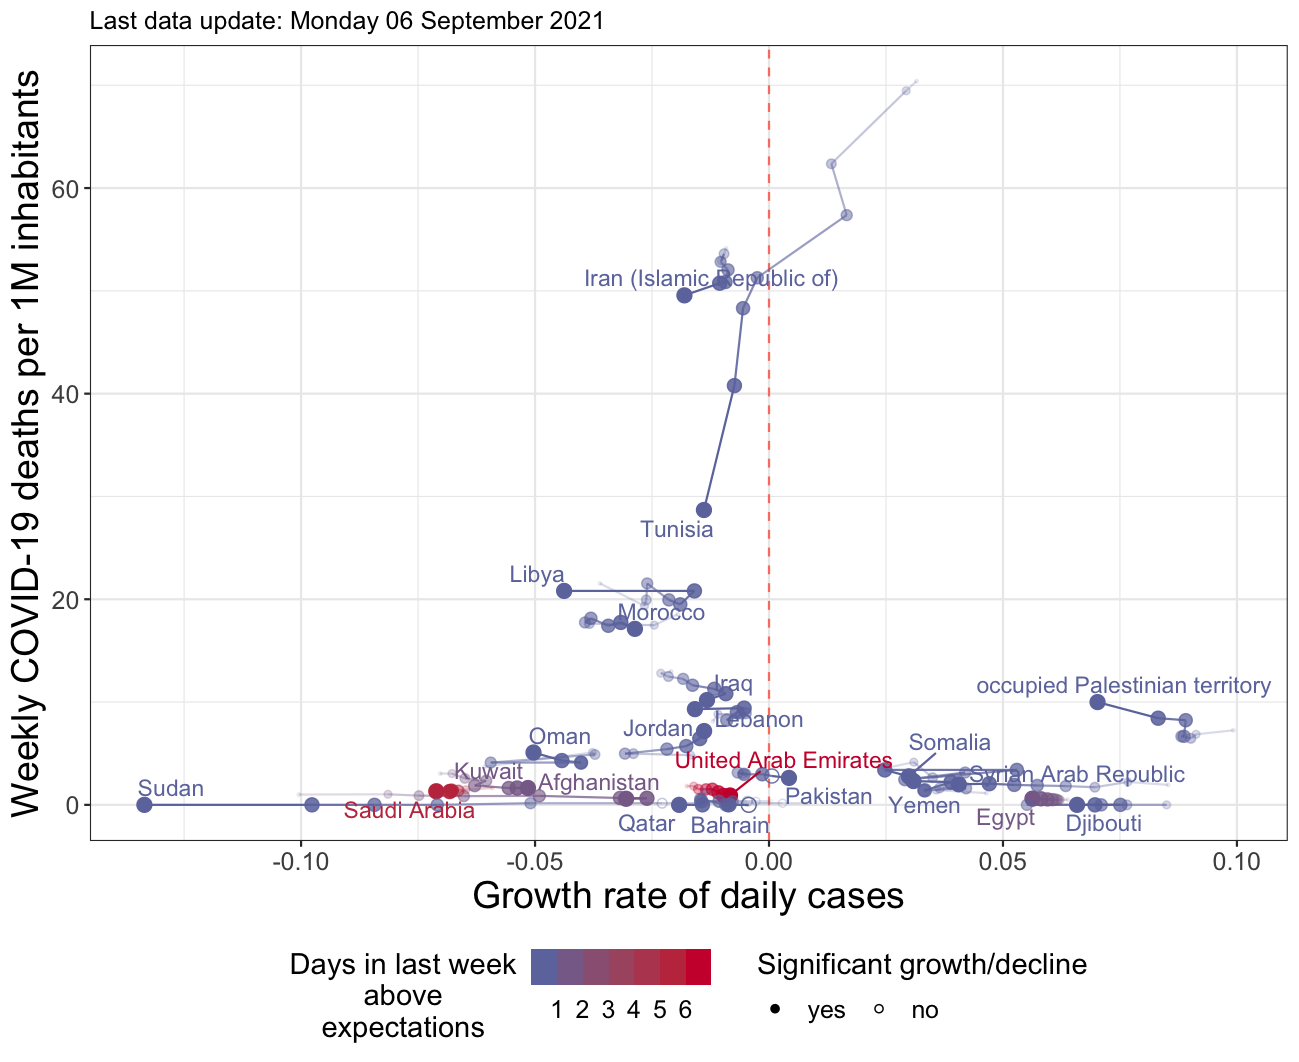 Last data update: Monday 06 September 2021
Weekly COVID-19 deaths per 1M inhabitants
60
40
20
0
Iran (Islamic Republic of)
Tunisia
Libya
Morocco
Iraq
occupied Palestinian territory
Lebanon
Jordan
Oman
Somalia
United Arab Emirates
Kuwait
Afghanistan
Syrian Arab Republic
Sudan
Pakistan
Yemen
Saudi Arabia
Egypt
Qatar
Bahrain
Djibouti
-0.10
-0.05
0.00
0.05
0.10
Growth rate of daily cases
Days in last week
above
expectations
1 2 3 4 5 6
Significant growth/decline
yes
no